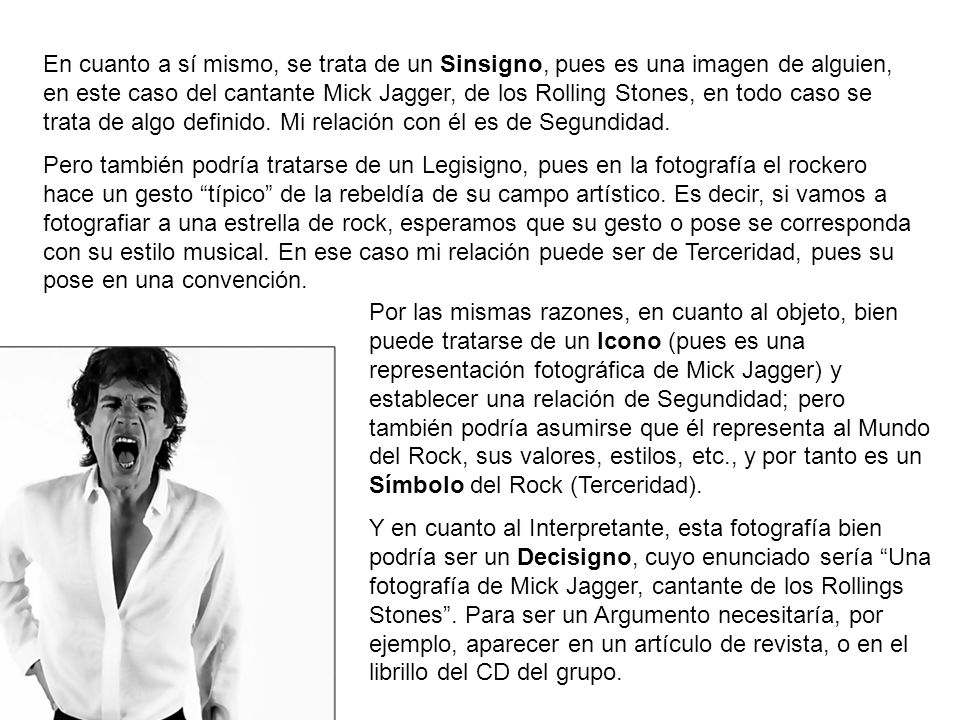 En cuanto a sí mismo, se trata de un Sinsigno, pues es una imagen de alguien,
en este caso del cantante Mick Jagger, de los Rolling Stones, en todo caso se
trata de algo definido. Mi relación con él es de Segundidad.
Pero también podría tratarse de un Legisigno, pues en la fotografía el rockero
hace un gesto “típico” de la rebeldía de su campo artístico. Es decir, si vamos a
fotografiar a una estrella de rock, esperamos que su gesto o pose se corresponda
con su estilo musical. En ese caso mi relación puede ser de Terceridad, pues su
pose en una convención.
Por las mismas razones, en cuanto al objeto, bien
puede tratarse de un Icono (pues es una
representación fotográfica de Mick Jagger) y
establecer una relación de Segundidad; pero
también podría asumirse que él representa al Mundo
del Rock, sus valores, estilos, etc., y por tanto es un
Símbolo del Rock (Terceridad).
Y en cuanto al Interpretante, esta fotografía bien
podría ser un Decisigno, cuyo enunciado sería “Una
fotografía de Mick Jagger, cantante de los Rollings
Stones”. Para ser un Argumento necesitaría, por
ejemplo, aparecer en un artículo de revista, o en el
librillo del CD del grupo.